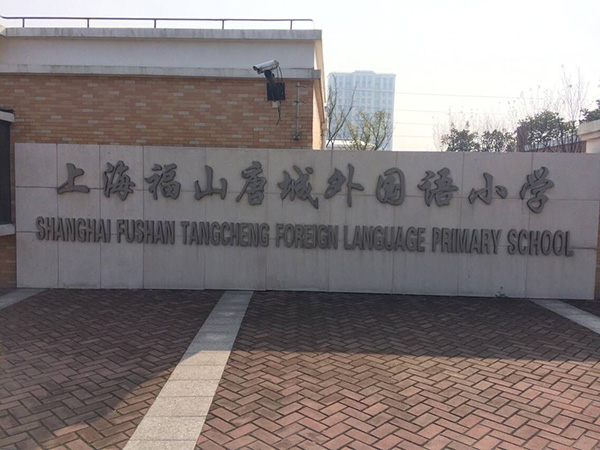 上海福山唐城外国语小学
SHANGHAI FUSHAN TANGCHENG FOREIGN LANGUAGE PRIMARY SCHOOL